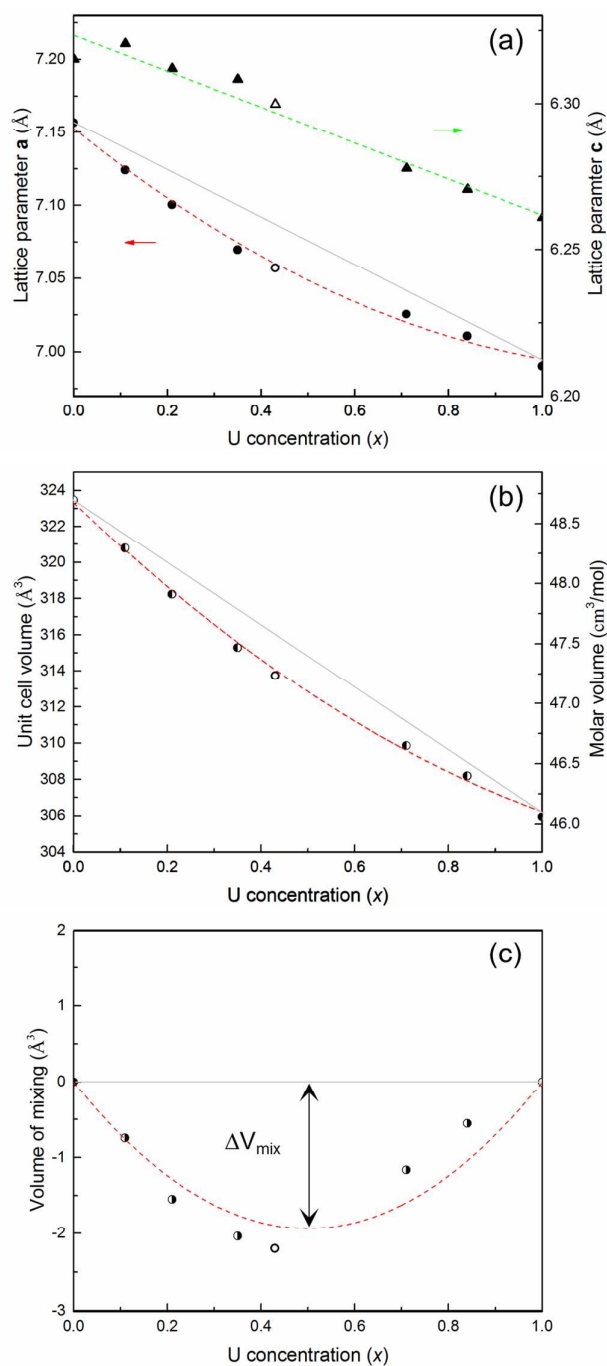 (a)
7.20
7.15
7.10
7.05
7.00
Lattice parameter a (Å)
6.30
6.25
6.20
Lattice paramter c (Å)
0.0 0.2 0.4 0.6 0.8 1.0
U concentration (x)
(b)
324
322
320
318
316
314
312
310
308
306
304
Unit cell volume (Å³)
48.5
48.0
47.5
47.0
46.5
46.0
Molar volume (cm³/mol)
0.0 0.2 0.4 0.6 0.8 1.0
U concentration (x)
(c)
2
1
0
-1
-2
-3
Volume of mixing (Å³)
ΔVmix
0.0 0.2 0.4 0.6 0.8 1.0
U concentration (x)